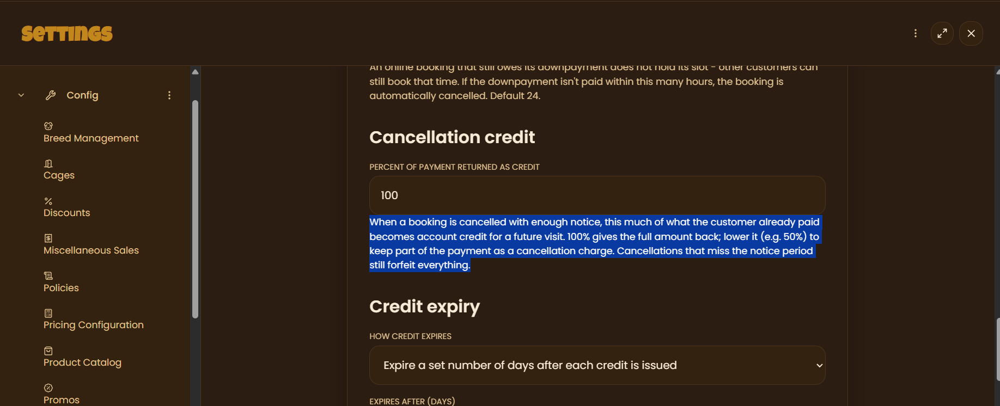 Settings
Config
Breed Management
Cages
Discounts
Miscellaneous Sales
Policies
Pricing Configuration
Product Catalog
Promos
An online booking that still owes its downpayment does not hold its slot - other customers can
still book that time. If the downpayment isn't paid within this many hours, the booking is
automatically cancelled. Default 24.
Cancellation credit
PERCENT OF PAYMENT RETURNED AS CREDIT
100
When a booking is cancelled with enough notice, this much of what the customer already paid
becomes account credit for a future visit. 100% gives the full amount back; lower it (e.g. 50%) to
keep part of the payment as a cancellation charge. Cancellations that miss the notice period
still forfeit everything.
Credit expiry
HOW CREDIT EXPIRES
Expire a set number of days after each credit is issued
EXPIRES AFTER (DAYS)